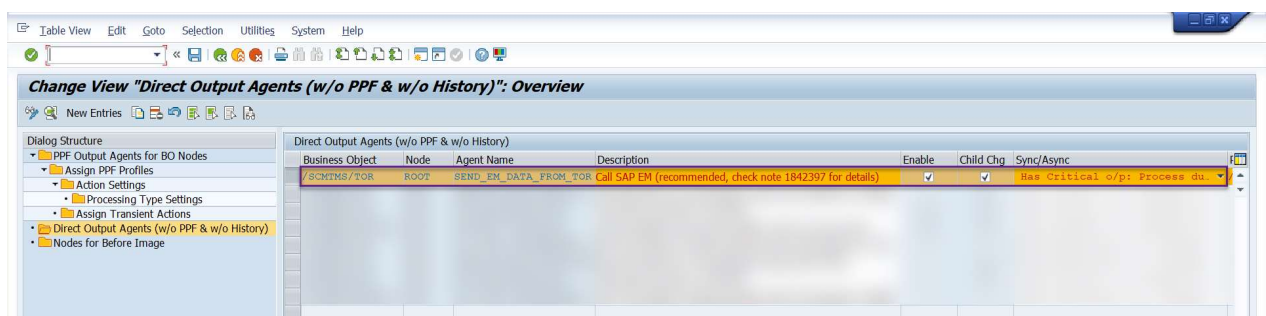 Table View Edit Goto Selection Utilities System Help
Change View "Direct Output Agents (w/o PPF & w/o History)": Overview
New Entries
Dialog Structure
PPF Output Agents for BO Nodes
Assign PPF Profiles
Action Settings
Processing Type Settings
Assign Transient Actions
Direct Output Agents (w/o PPF & w/o History)
Nodes for Before Image
Direct Output Agents (w/o PPF & w/o History)
Business Object Node Agent Name Description Enable Child Chg Sync/Async
/SCMTMS/TOR ROOT SEND_EM_DATA_FROM_TOR Call SAP EM (recommended, check note 1842397 for details) Has Critical o/p: Process du.